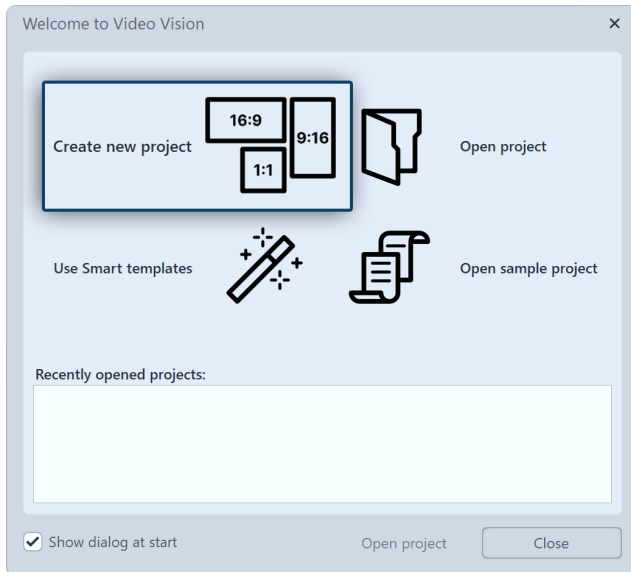 Welcome to Video Vision
Create new project
16:9
9:16
1:1
Open project
Use Smart templates
Open sample project
Recently opened projects:
Show dialog at start
Open project
Close